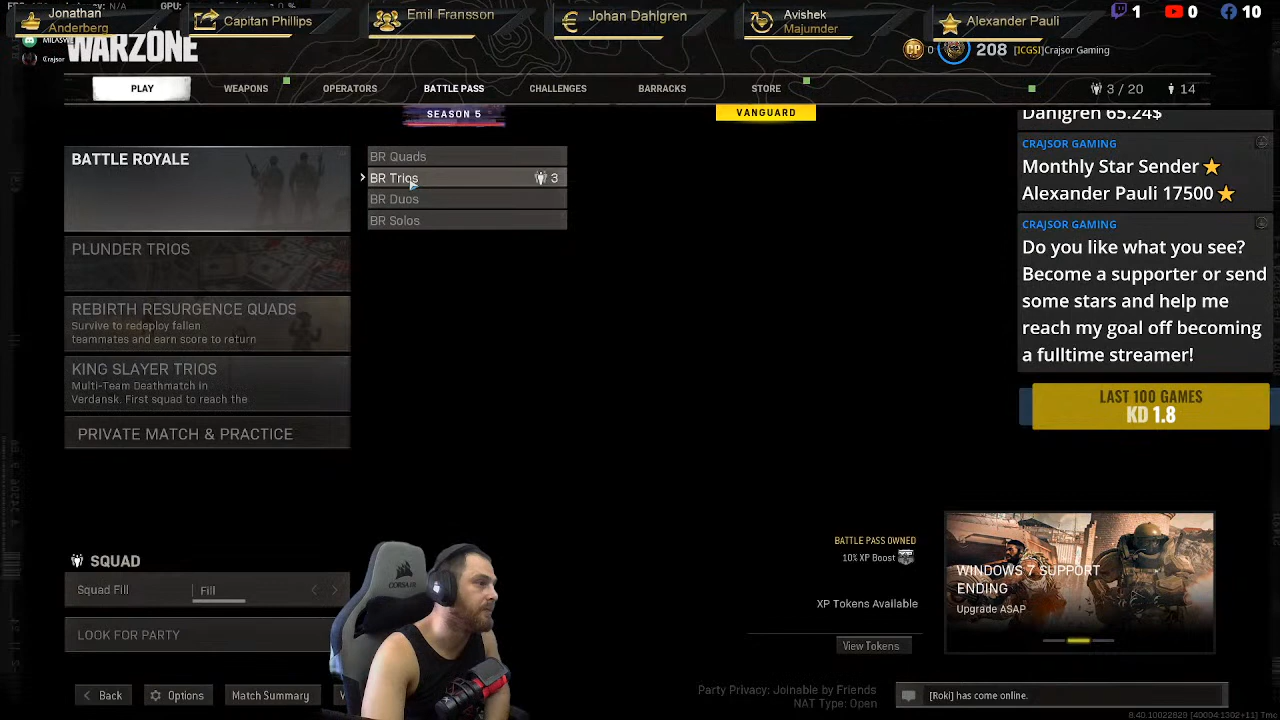 Jonathan Anderberg
Capitan Phillips
Emil Fransson
Johan Dahlgren
Avishek Majumder
Alexander Pauli
1
0
10
WARZONE
Crajsor
0
208
[ICGSI]Crajsor Gaming
PLAY
WEAPONS
OPERATORS
BATTLE PASS
CHALLENGES
BARRACKS
STORE
3 / 20
14
SEASON 5
VANGUARD
Dahlgren 65.24$
BATTLE ROYALE
BR Quads
BR Trios
3
BR Duos
BR Solos
PLUNDER TRIOS
REBIRTH RESURGENCE QUADS
Survive to redeploy fallen
teammates and earn score to return
KING SLAYER TRIOS
Multi-Team Deathmatch in
Verdansk. First squad to reach the
PRIVATE MATCH & PRACTICE
CRAJSOR GAMING
Monthly Star Sender
Alexander Pauli 17500
CRAJSOR GAMING
Do you like what you see?
Become a supporter or send
some stars and help me
reach my goal off becoming
a fulltime streamer!
LAST 100 GAMES
KD 1.8
SQUAD
Squad Fill
Fill
LOOK FOR PARTY
BATTLE PASS OWNED
10% XP Boost
XP Tokens Available
View Tokens
WINDOWS 7 SUPPORT
ENDING
Upgrade ASAP
CORSAIR
Back
Options
Match Summary
Party Privacy: Joinable by Friends
NAT Type: Open
[Roki] has come online.